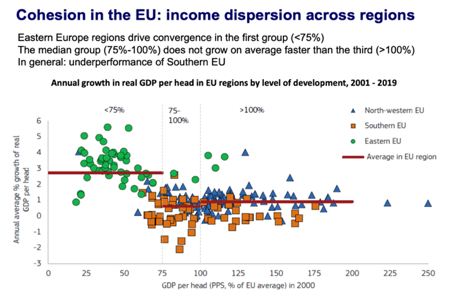 Cohesion in the EU: income dispersion across regions
Eastern Europe regions drive convergence in the first group (<75%)
The median group (75%-100%) does not grow on average faster than the third (>100%)
In general: underperformance of Southern EU
Annual growth in real GDP per head in EU regions by level of development, 2001 - 2019
<75%
75-
100%
>100%
North-western EU
Southern EU
Eastern EU
Average in EU region
Annual average growth of real
GDP per head
6
5
4
3
2
1
0
-1
-2
-3
0
25
50
75
100
125
150
175
200
225
250
GDP per head (PPS, % of EU average) in 2000